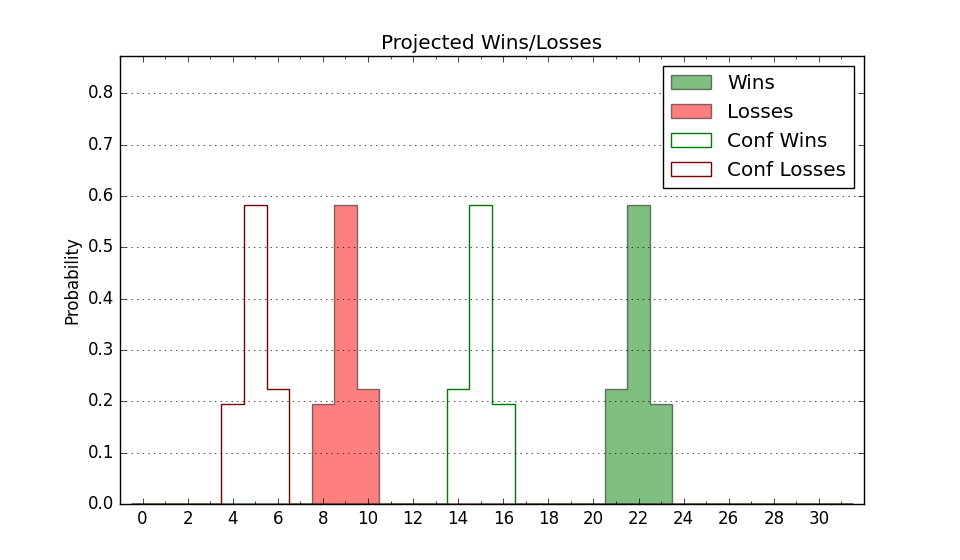 Projected Wins/Losses
Wins
Losses
Conf Wins
Conf Losses
Probability
0.8
0.7
0.6
0.5
0.4
0.3
0.2
0.1
0.0
0 2 4 6 8 10 12 14 16 18 20 22 24 26 28 30